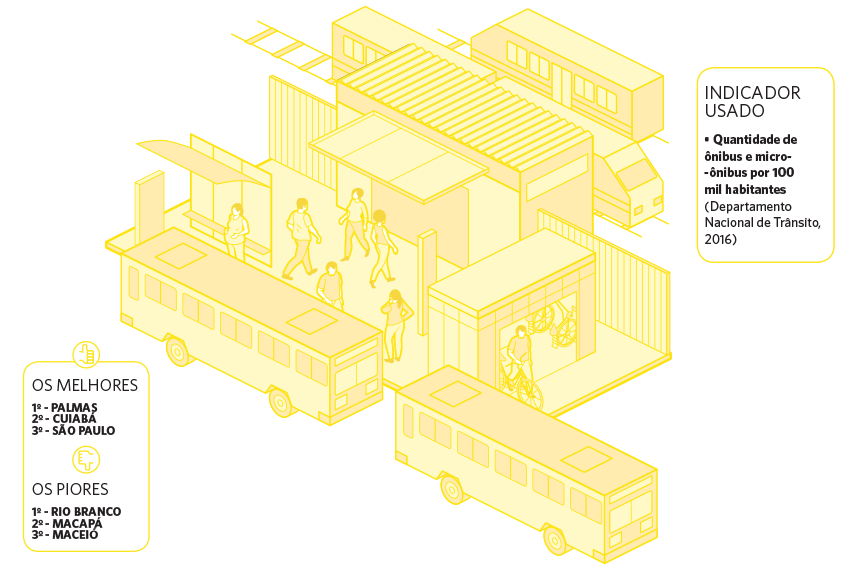 INDICADOR
USADO
• Quantidade de
ônibus e micro-
-ônibus por 100
mil habitantes
(Departamento
Nacional de Trânsito,
2016)
OS MELHORES
1º - PALMAS
2º - CUIABÁ
3º - SÃO PAULO
OS PIORES
1º - RIO BRANCO
2º - MACAPÁ
3º - MACEIÓ